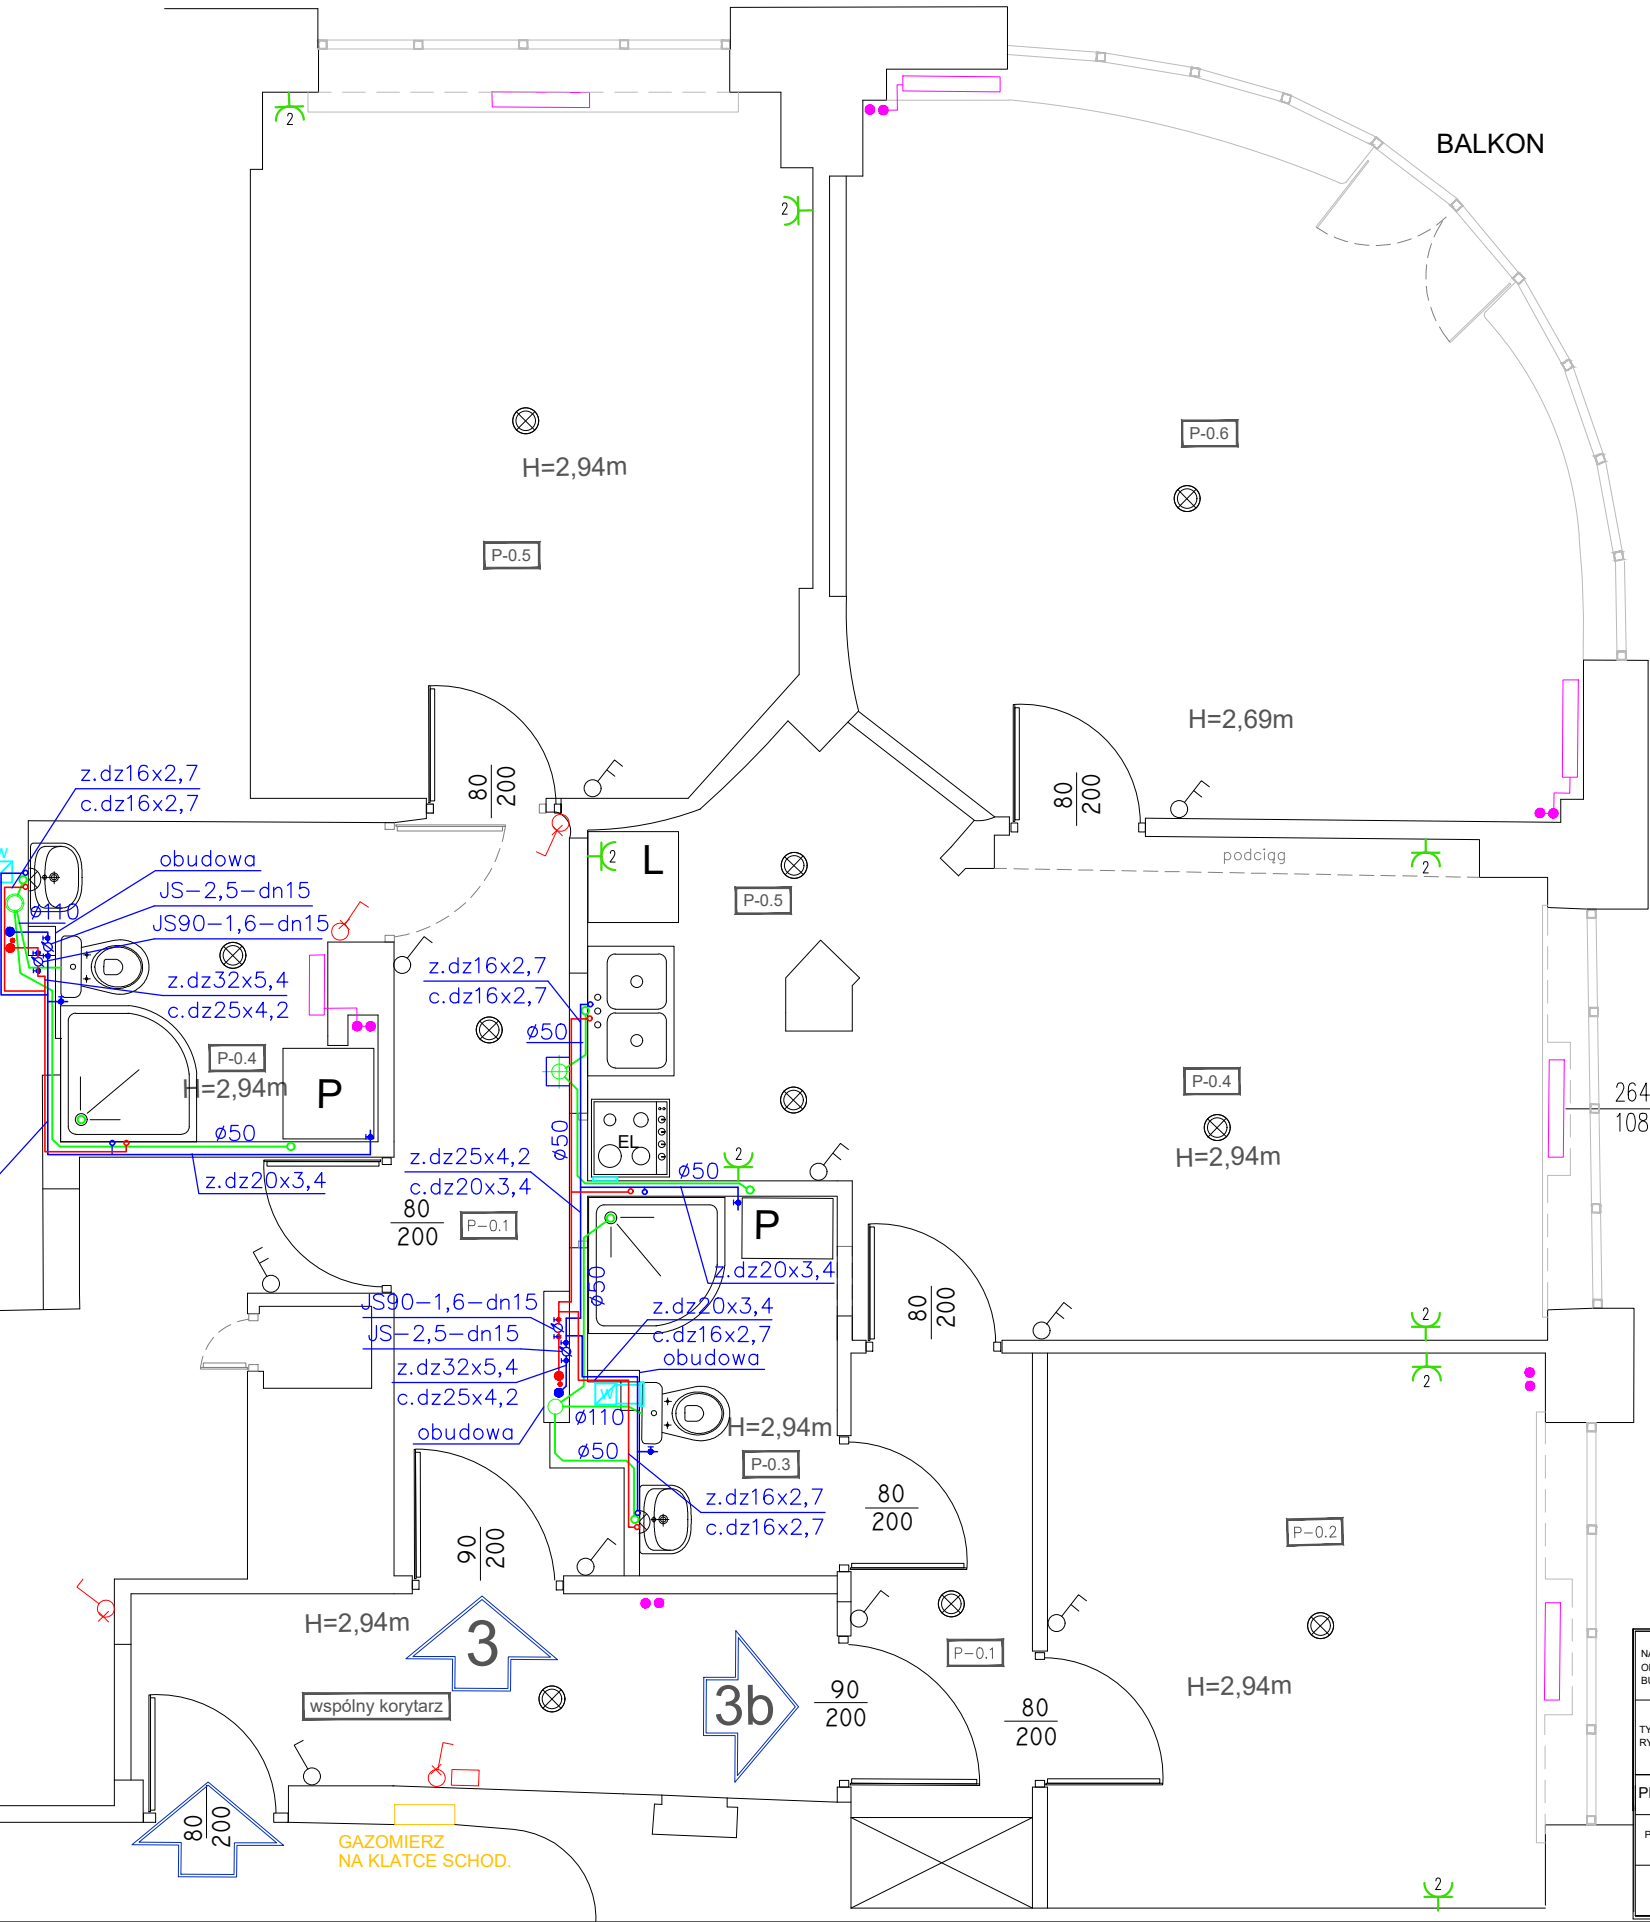 2
BALKON
2
P-0.6
H=2,94m
P-0.5
H=2,69m
80
200
80
200
z.dz16x2,7
c.dz16x2,7
podciąg
2
2
L
W
obudowa
JS-2,5-dn15
P-0.5
ø110
JS90-1,6-dn15
z.dz16x2,7
c.dz16x2,7
z.dz32x5,4
c.dz25x4,2
ø50
P-0.4
H=2,94m
P
P-0.4
264
108
ø50
ø50
EL
H=2,94m
2
z.dz25x4,2
c.dz20x3,4
ø50
z.dz20x3,4
80
200
P-0.1
P
z.dz20x3,4
ø50
JS90-1,6-dn15
JS-2,5-dn15
z.dz20x3,4
c.dz16x2,7
obudowa
80
200
2
2
z.dz32x5,4
c.dz25x4,2
W
obudowa
ø110
ø50
H=2,94m
P-0.3
z.dz16x2,7
c.dz16x2,7
80
200
P-0.2
90
200
H=2,94m
3
P-0.1
wspólny korytarz
3b
90
200
80
200
H=2,94m
80
200
GAZOMIERZ
NA KLATCE SCHOD.
2